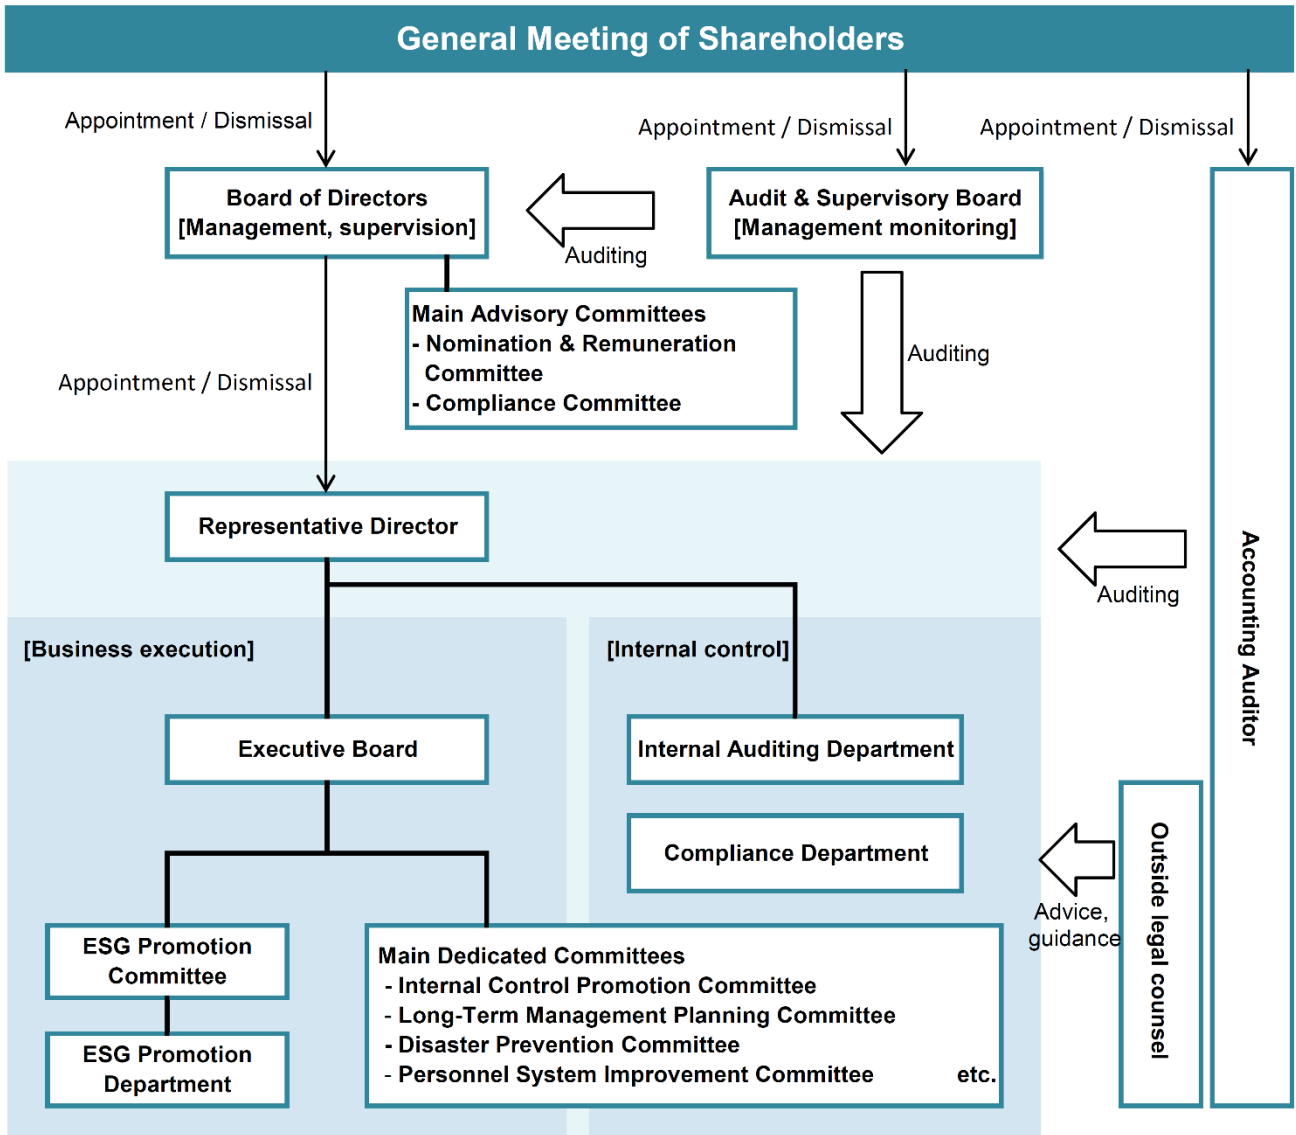 General Meeting of Shareholders
Appointment / Dismissal
Appointment / Dismissal
Appointment / Dismissal
Board of Directors
[Management, supervision]
Auditing
Audit & Supervisory Board
[Management monitoring]
Main Advisory Committees
- Nomination & Remuneration
Committee
- Compliance Committee
Auditing
Appointment / Dismissal
Representative Director
Auditing
Accounting Auditor
[Business execution]
[Internal control]
Executive Board
Internal Auditing Department
Compliance Department
Outside legal counsel
Advice,
guidance
ESG Promotion
Committee
ESG Promotion
Department
Main Dedicated Committees
- Internal Control Promotion Committee
- Long-Term Management Planning Committee
- Disaster Prevention Committee
- Personnel System Improvement Committee etc.